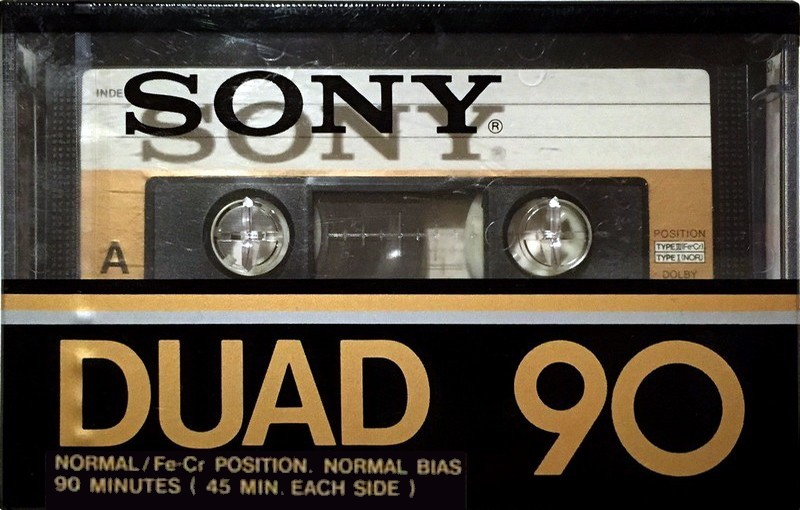 SONY®
INDE
A
POSITION
TYPE III (FeCr)
TYPE I (NOR)
DOLBY
DUAD 90
NORMAL/Fe-Cr POSITION. NORMAL BIAS
90 MINUTES ( 45 MIN. EACH SIDE )